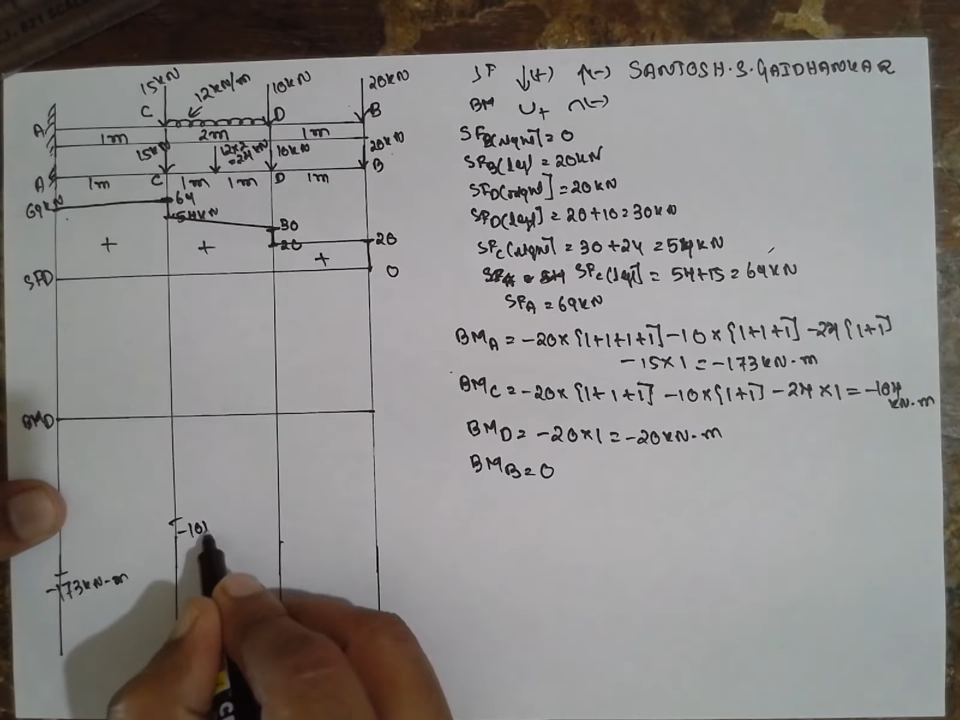 15KN 12KN/m 10KN 20KN
C D B
A
1m 2m 1m
15KN 12×2 10KN 20KN
=24KN
A 1m C 1m 1m D 1m B
69KN 69
54KN 30
20 20
+ + +
SFD 0
BMD
-173KN-m
-10
SF ↓(+) ↑(-) SANTOSH.S.GAIDHANKAR
BM ∪+ ∩(-)
SFB[Right]=0
SFB[left]=20KN
SFD[right]=20KN
SFD[left]=20+10=30KN
SFC[right]=30+24=54KN
SFC[left]=54+15=69KN
SFA=69KN
BMA=-20×[1+1+1+1]-10×[1+1+1]-24[1+1]
-15×1=-173KN-m
BMC=-20×[1+1+1]-10×[1+1]-24×1=-104
KN-m
BMD=-20×1=-20KN-m
BMB=0